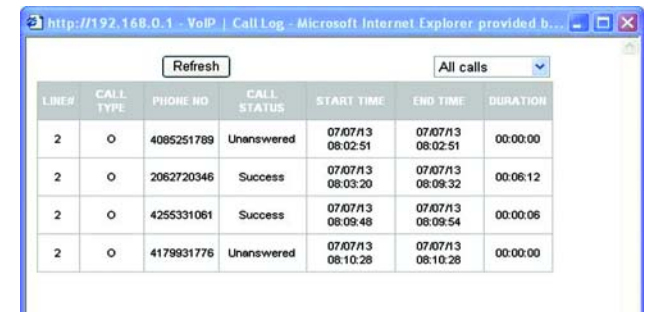 http://192.168.0.1 - VoIP | Call Log - Microsoft Internet Explorer provided b...
Refresh All calls
LINE# CALL TYPE PHONE NO CALL STATUS START TIME END TIME DURATION
2 O 4085251789 Unanswered 07/07/13 08:02:51 07/07/13 08:02:51 00:00:00
2 O 2062720346 Success 07/07/13 08:03:20 07/07/13 08:09:32 00:06:12
2 O 4255331061 Success 07/07/13 08:09:48 07/07/13 08:09:54 00:00:06
2 O 4179931776 Unanswered 07/07/13 08:10:28 07/07/13 08:10:28 00:00:00